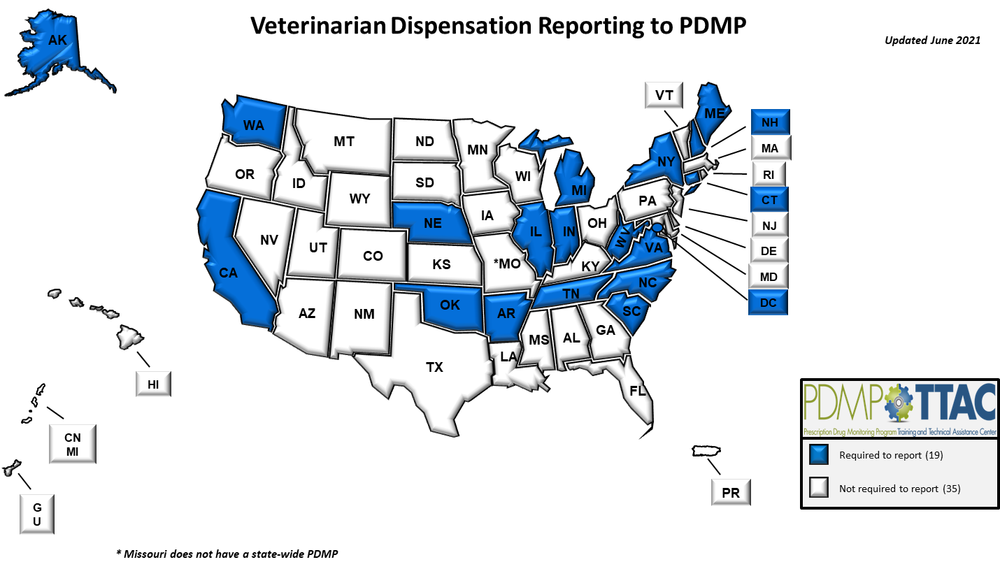 Veterinarian Dispensation Reporting to PDMP
Updated June 2021
AK
VT
ME
WA
NH
MT
ND
MN
MA
OR
NY
WI
RI
ID
SD
MI
WY
PA
CT
IA
NE
OH
NJ
IL
IN
NV
WV
VA
UT
DE
CO
KS
*MO
KY
CA
MD
NC
TN
DC
OK
AR
SC
AZ
NM
GA
MS
AL
LA
TX
HI
FL
PDMP TTAC
Prescription Drug Monitoring Program Training and Technical Assistance Center
CN
MI
Required to report (19)
Not required to report (35)
PR
G
U
* Missouri does not have a state-wide PDMP